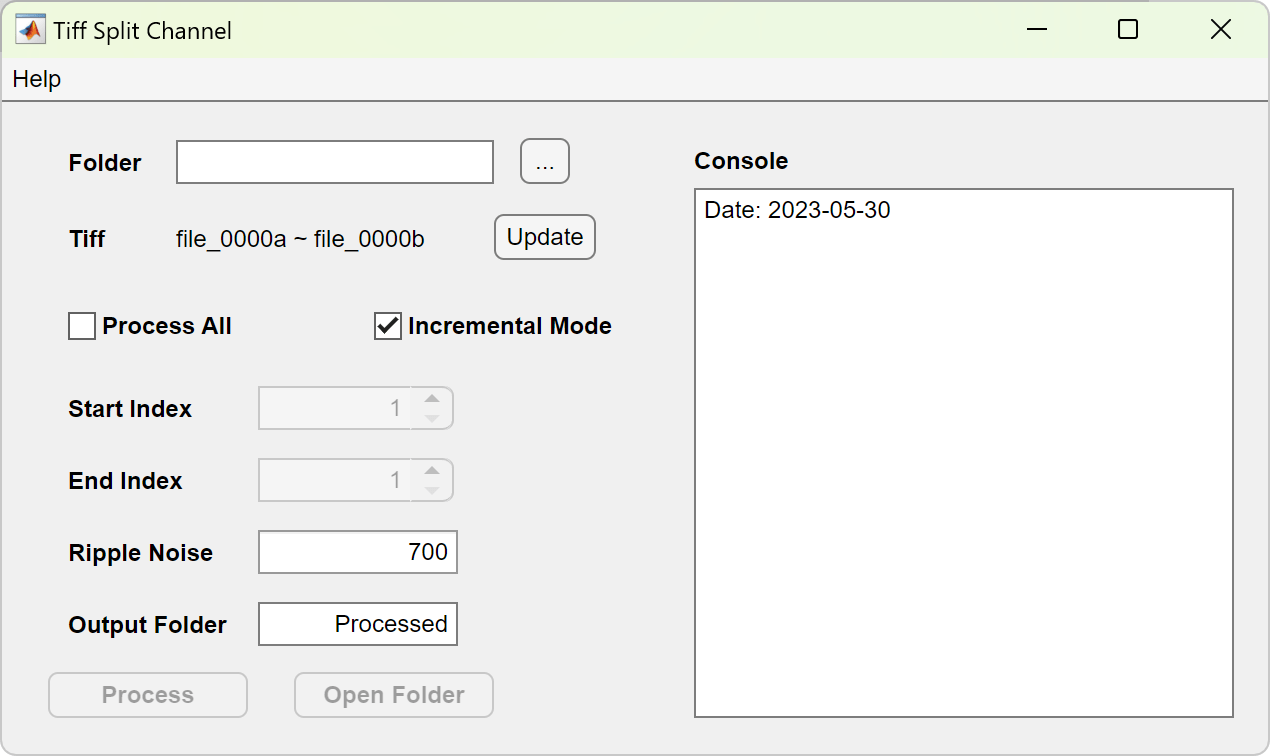 Tiff Split Channel
Help
Folder
...
Tiff
file_0000a ~ file_0000b
Update
Process All
Incremental Mode
Start Index
1
End Index
1
Ripple Noise
700
Output Folder
Processed
Process
Open Folder
Console
Date: 2023-05-30